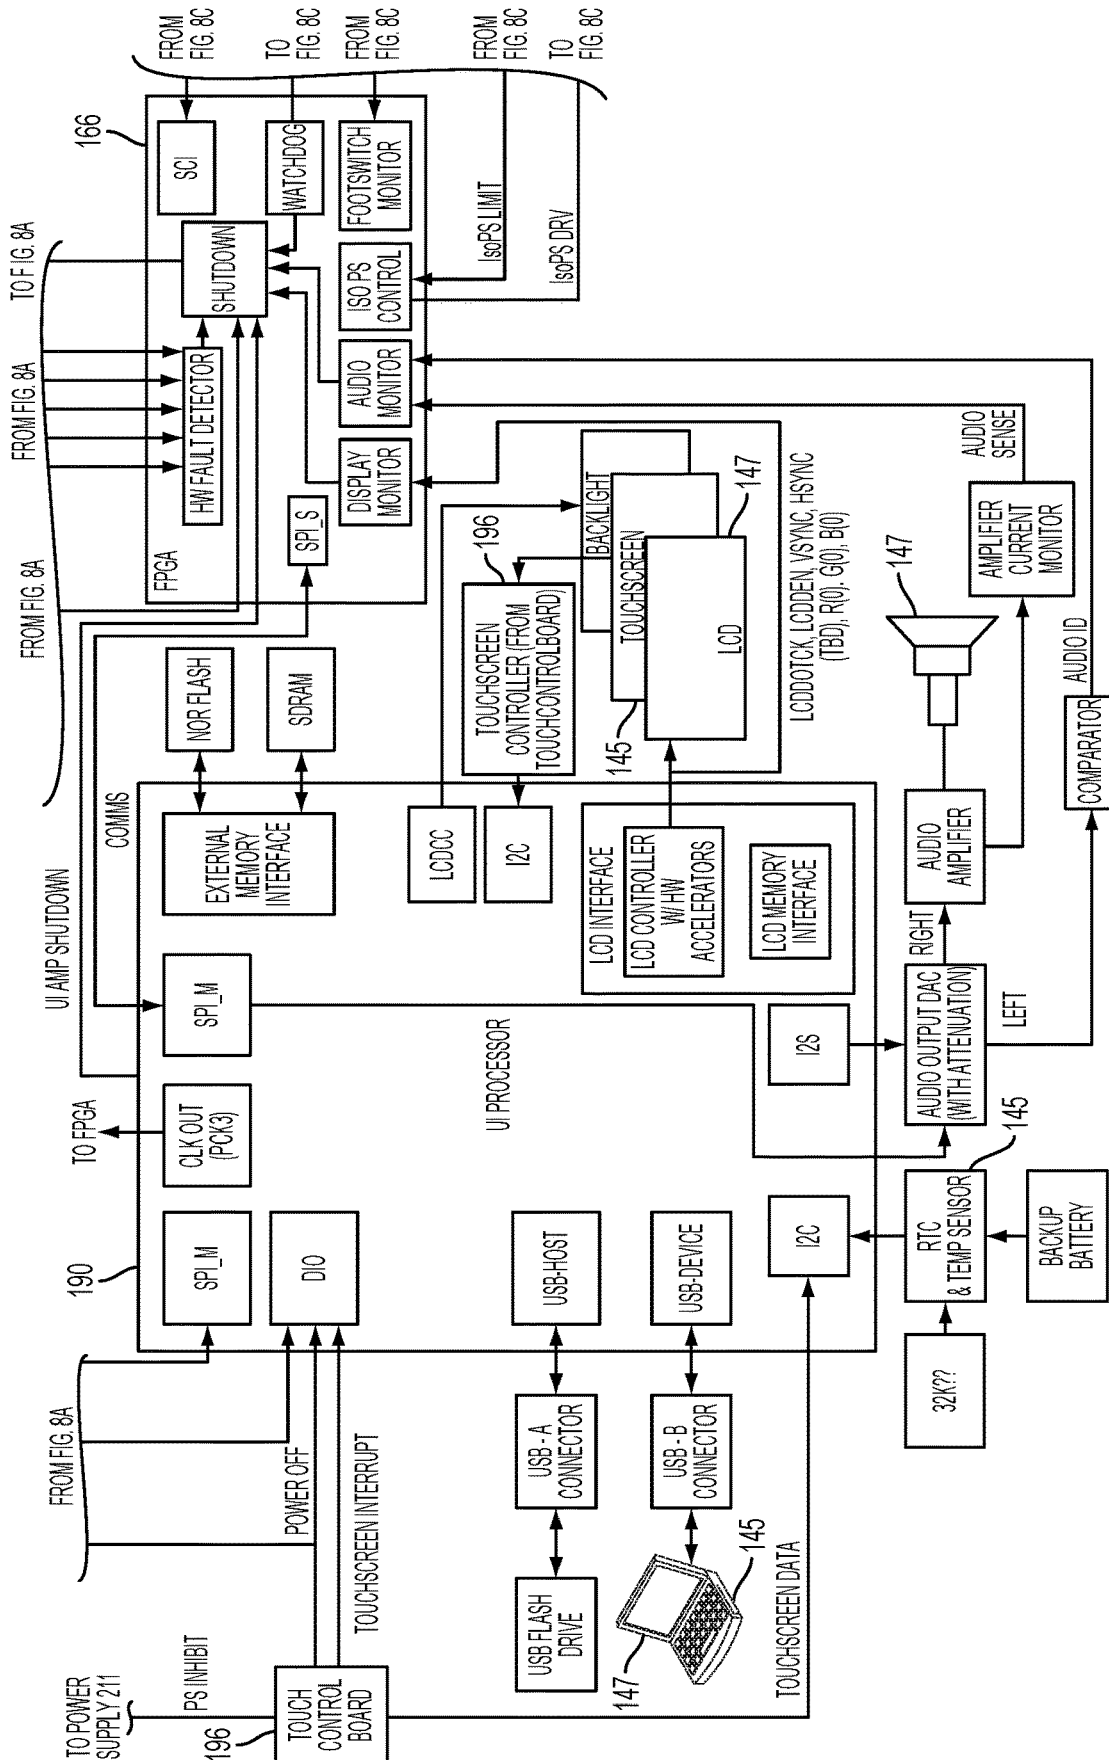 TO POWER
SUPPLY 211
PS INHIBIT
196
TOUCH
CONTROL
BOARD
FROM FIG. 8A
POWER OFF
TOUCHSCREEN INTERRUPT
TOUCHSCREEN DATA
190
SPI_M
DIO
TO FPGA
CLK OUT
(PCK3)
UI AMP SHUTDOWN
SPI_M
COMMS
EXTERNAL
MEMORY
INTERFACE
NOR FLASH
SDRAM
UI PROCESSOR
USB FLASH
DRIVE
USB - A
CONNECTOR
USB-HOST
147
145
USB - B
CONNECTOR
USB-DEVICE
I2C
32K??
RTC
& TEMP SENSOR
145
BACKUP
BATTERY
I2S
AUDIO OUTPUT DAC
(WITH ATTENUATION)
RIGHT
LEFT
AUDIO
AMPLIFIER
147
AMPLIFIER
CURRENT
MONITOR
AUDIO
SENSE
COMPARATOR
AUDIO ID
LCDCC
I2C
TOUCHSCREEN
CONTROLLER (FROM
TOUCHCONTROLBOARD)
196
BACKLIGHT
TOUCHSCREEN
LCD
145
147
LCD INTERFACE
LCD CONTROLLER
W/ HW
ACCELERATORS
LCD MEMORY
INTERFACE
LCDDOTCK, LCDDEN, VSYNC, HSYNC
(TBD), R(0), G(0), B(0)
FROM FIG. 8A
FROM FIG. 8A
TO FIG. 8A
166
FPGA
HW FAULT DETECTOR
SHUTDOWN
SCI
WATCHDOG
SPI_S
DISPLAY
MONITOR
AUDIO
MONITOR
ISO PS
CONTROL
FOOTSWITCH
MONITOR
IsoPS LIMIT
IsoPS DRV
FROM
FIG. 8C
TO
FIG. 8C
FROM
FIG. 8C
FROM
FIG. 8C
TO
FIG. 8C